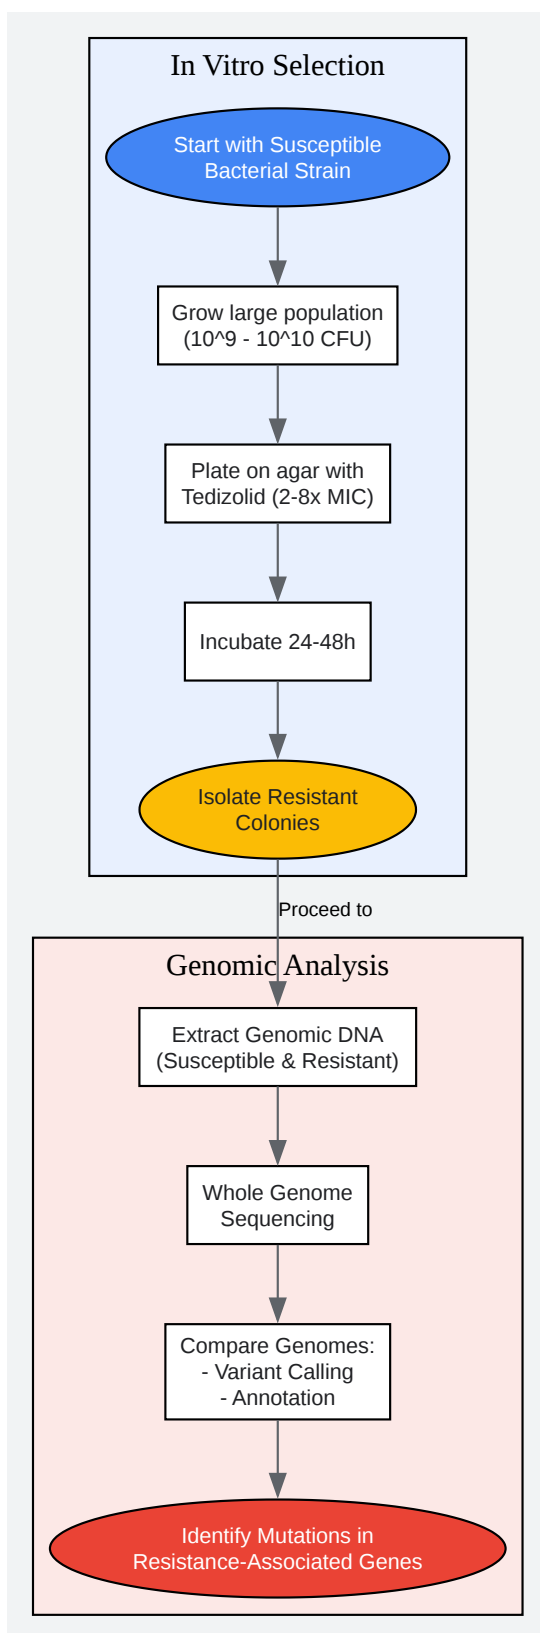 In Vitro Selection
Start with Susceptible
Bacterial Strain
Grow large population
(10^9 - 10^10 CFU)
Plate on agar with
Tedizolid (2-8x MIC)
Incubate 24-48h
Isolate Resistant
Colonies
Proceed to
Genomic Analysis
Extract Genomic DNA
(Susceptible & Resistant)
Whole Genome
Sequencing
Compare Genomes:
- Variant Calling
- Annotation
Identify Mutations in
Resistance-Associated Genes